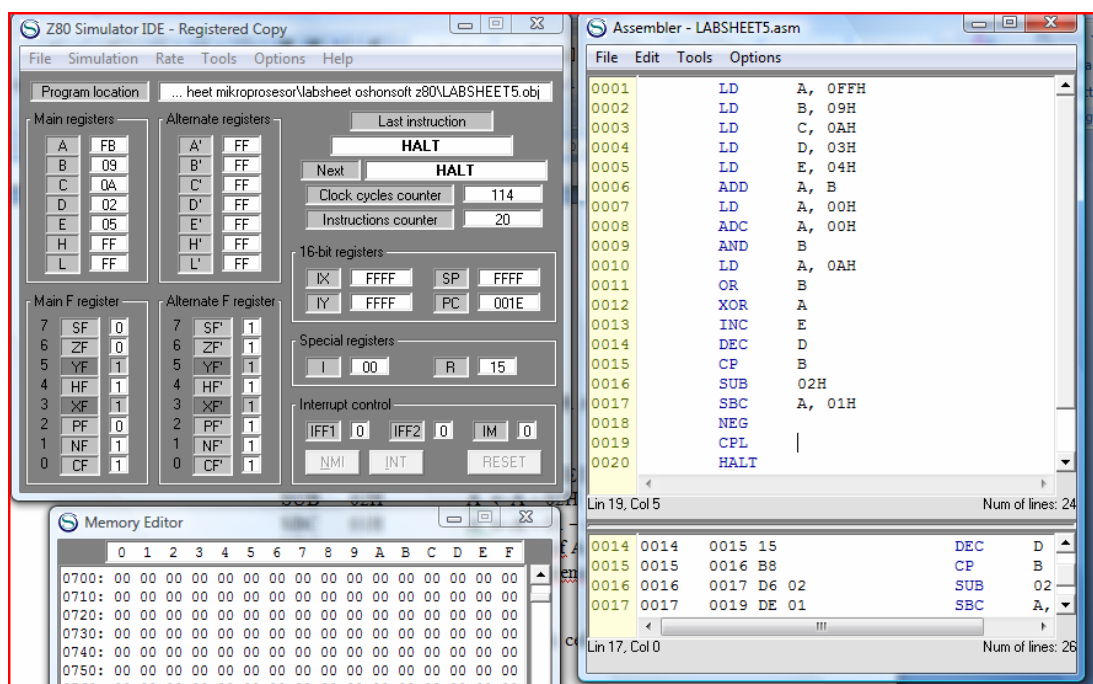 Z80 Simulator IDE - Registered Copy
File Simulation Rate Tools Options Help
Program location ... heet mikroprosesor\labsheet oshonsoft z80\LABSHEET5.obj
Main registers
A FB
B 09
C 0A
D 02
E 05
H FF
L FF
Alternate registers
A' FF
B' FF
C' FF
D' FF
E' FF
H' FF
L' FF
Last instruction
HALT
Next HALT
Clock cycles counter 114
Instructions counter 20
16-bit registers
IX FFFF SP FFFF
IY FFFF PC 001E
Main F register
7 SF 0
6 ZF 0
5 YF 1
4 HF 1
3 XF 1
2 PF 0
1 NF 1
0 CF 1
Alternate F register
7 SF' 1
6 ZF' 1
5 YF' 1
4 HF' 1
3 XF' 1
2 PF' 1
1 NF' 1
0 CF' 1
Special registers
I 00 R 15
Interrupt control
IFF1 0 IFF2 0 IM 0
NMI INT RESET
Memory Editor
0 1 2 3 4 5 6 7 8 9 A B C D E F
0700: 00 00 00 00 00 00 00 00 00 00 00 00 00 00 00 00
0710: 00 00 00 00 00 00 00 00 00 00 00 00 00 00 00 00
0720: 00 00 00 00 00 00 00 00 00 00 00 00 00 00 00 00
0730: 00 00 00 00 00 00 00 00 00 00 00 00 00 00 00 00
0740: 00 00 00 00 00 00 00 00 00 00 00 00 00 00 00 00
0750: 00 00 00 00 00 00 00 00 00 00 00 00 00 00 00 00
Assembler - LABSHEET5.asm
File Edit Tools Options
0001 LD A, 0FFH
0002 LD B, 09H
0003 LD C, 0AH
0004 LD D, 03H
0005 LD E, 04H
0006 ADD A, B
0007 LD A, 00H
0008 ADC A, 00H
0009 AND B
0010 LD A, 0AH
0011 OR B
0012 XOR A
0013 INC E
0014 DEC D
0015 CP B
0016 SUB 02H
0017 SBC A, 01H
0018 NEG
0019 CPL
0020 HALT
Lin 19, Col 5 Num of lines: 24
0014 0014 0015 15 DEC D
0015 0015 0016 B8 CP B
0016 0016 0017 D6 02 SUB 02
0017 0017 0019 DE 01 SBC A,
Lin 17, Col 0 Num of lines: 26